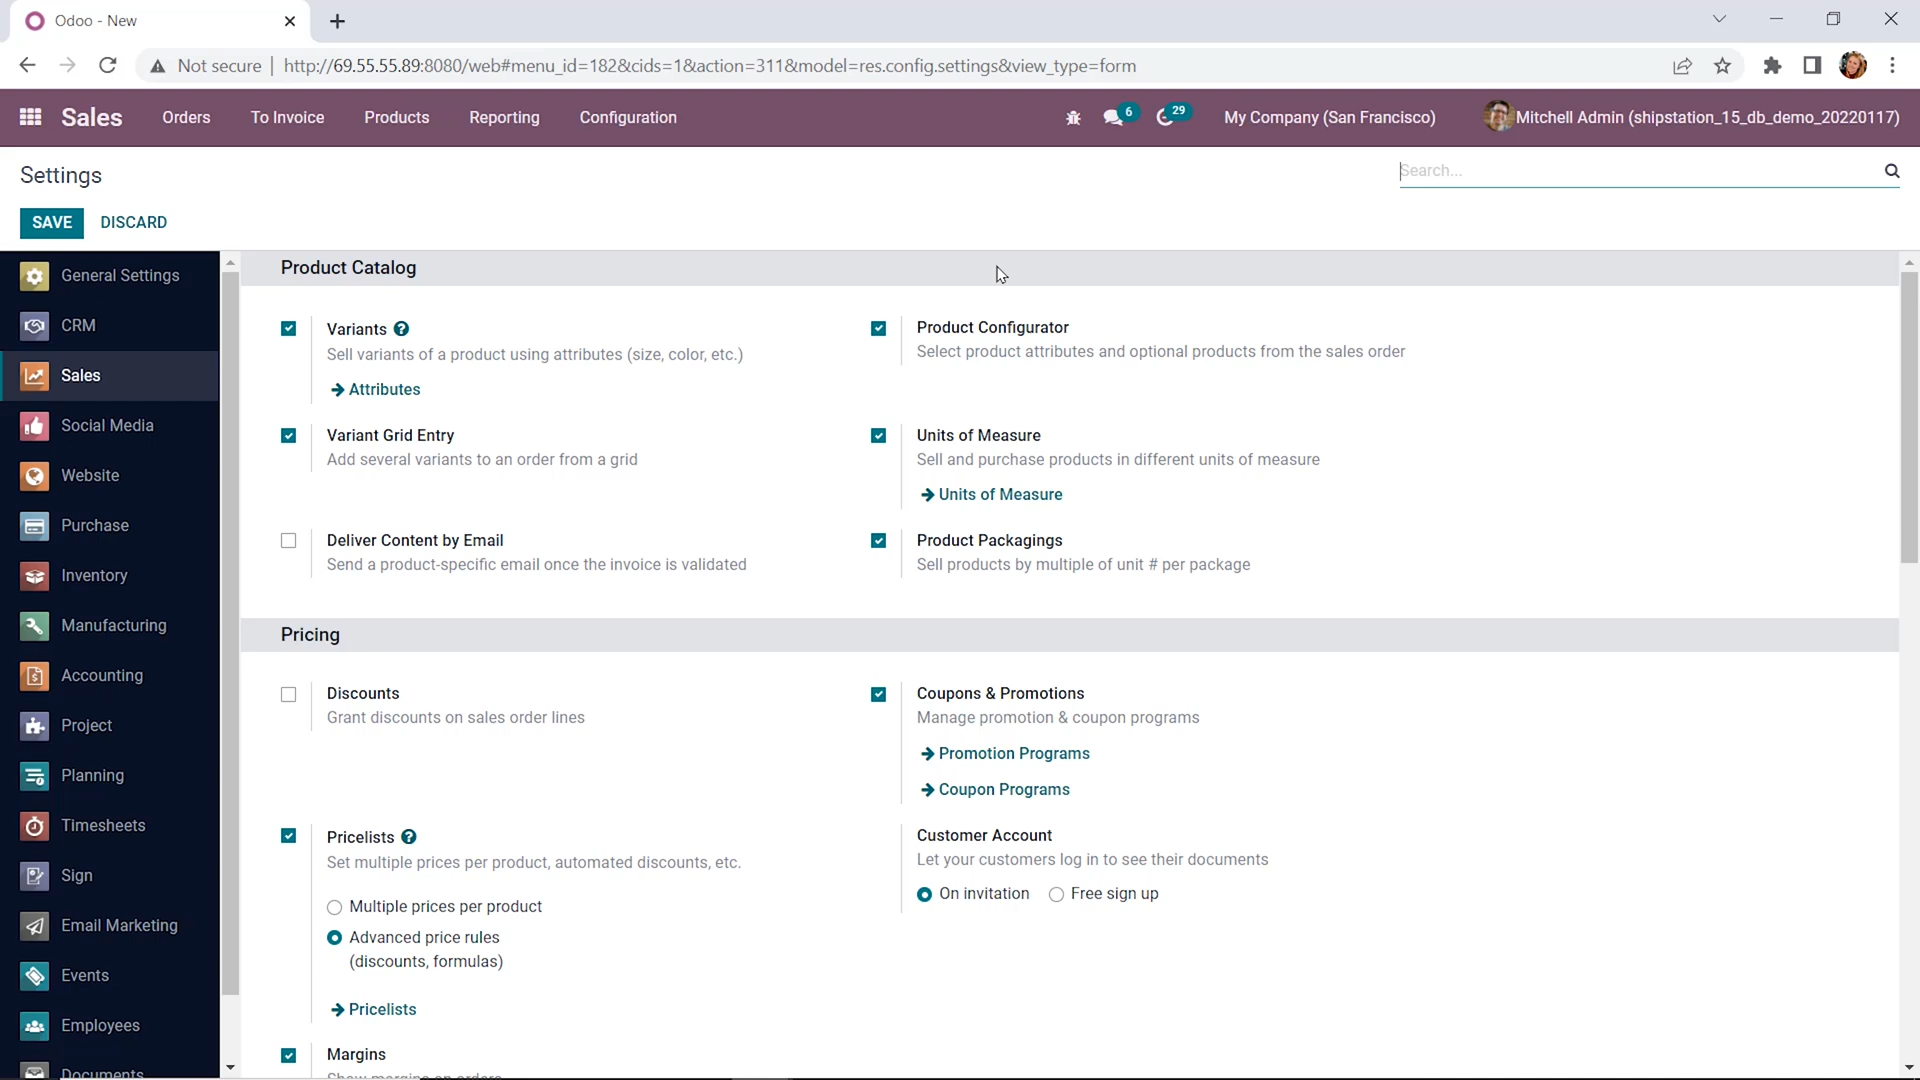 Odoo - New
Not secure | http://69.55.55.89:8080/web#menu_id=182&cids=1&action=311&model=res.config.settings&view_type=form
Sales Orders To Invoice Products Reporting Configuration 6 29 My Company (San Francisco) Mitchell Admin (shipstation_15_db_demo_20220117)
Settings
Search...
SAVE DISCARD
General Settings
CRM
Sales
Social Media
Website
Purchase
Inventory
Manufacturing
Accounting
Project
Planning
Timesheets
Sign
Email Marketing
Events
Employees
Documents
Product Catalog
Variants ?
Sell variants of a product using attributes (size, color, etc.)
Attributes
Product Configurator
Select product attributes and optional products from the sales order
Variant Grid Entry
Add several variants to an order from a grid
Units of Measure
Sell and purchase products in different units of measure
Units of Measure
Deliver Content by Email
Send a product-specific email once the invoice is validated
Product Packagings
Sell products by multiple of unit # per package
Pricing
Discounts
Grant discounts on sales order lines
Coupons & Promotions
Manage promotion & coupon programs
Promotion Programs
Coupon Programs
Pricelists ?
Set multiple prices per product, automated discounts, etc.
Multiple prices per product
Advanced price rules
(discounts, formulas)
Pricelists
Customer Account
Let your customers log in to see their documents
On invitation Free sign up
Margins
Show margins on orders